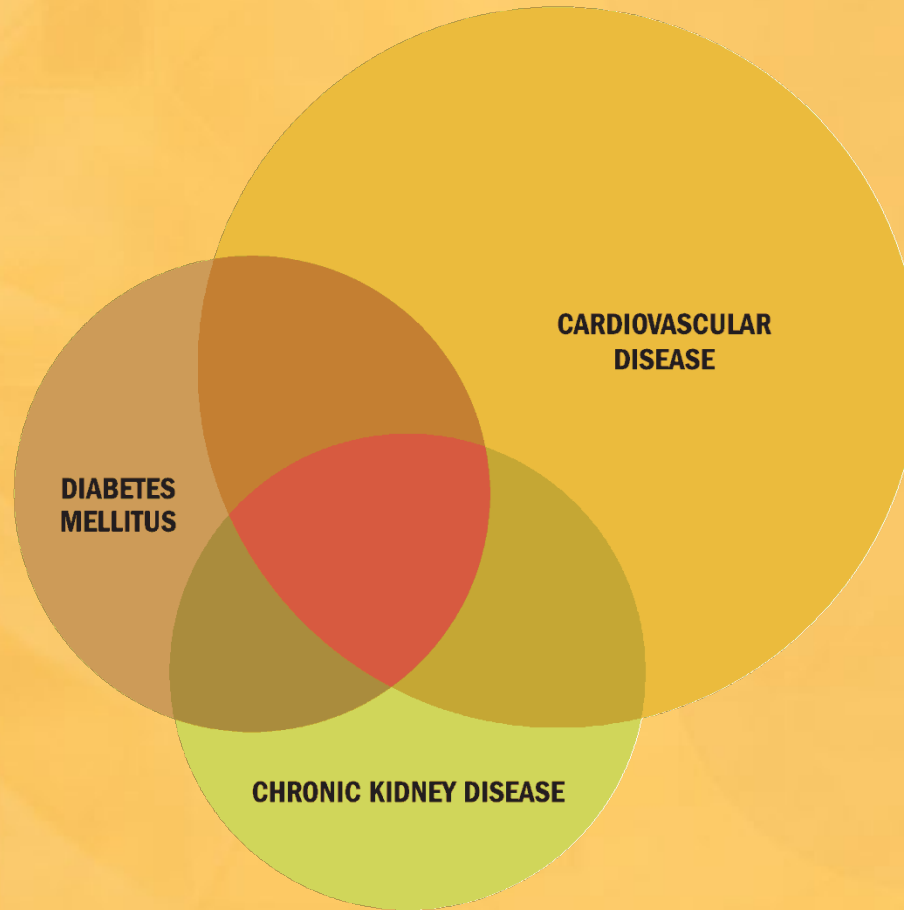 CARDIOVASCULAR
DISEASE
DIABETES
MELLITUS
CHRONIC KIDNEY DISEASE